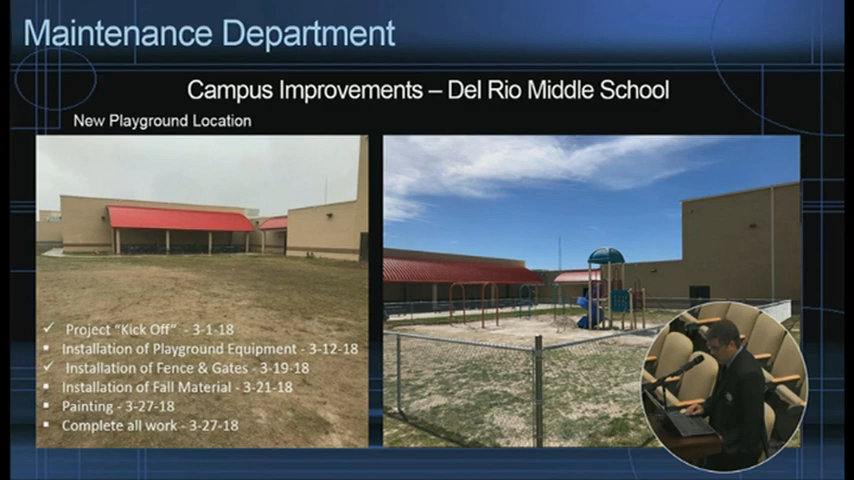 Maintenance Department
Campus Improvements – Del Rio Middle School
New Playground Location
✓ Project “Kick Off” - 3-1-18
▪ Installation of Playground Equipment - 3-12-18
✓ Installation of Fence & Gates - 3-19-18
▪ Installation of Fall Material - 3-21-18
▪ Painting - 3-27-18
▪ Complete all work - 3-27-18